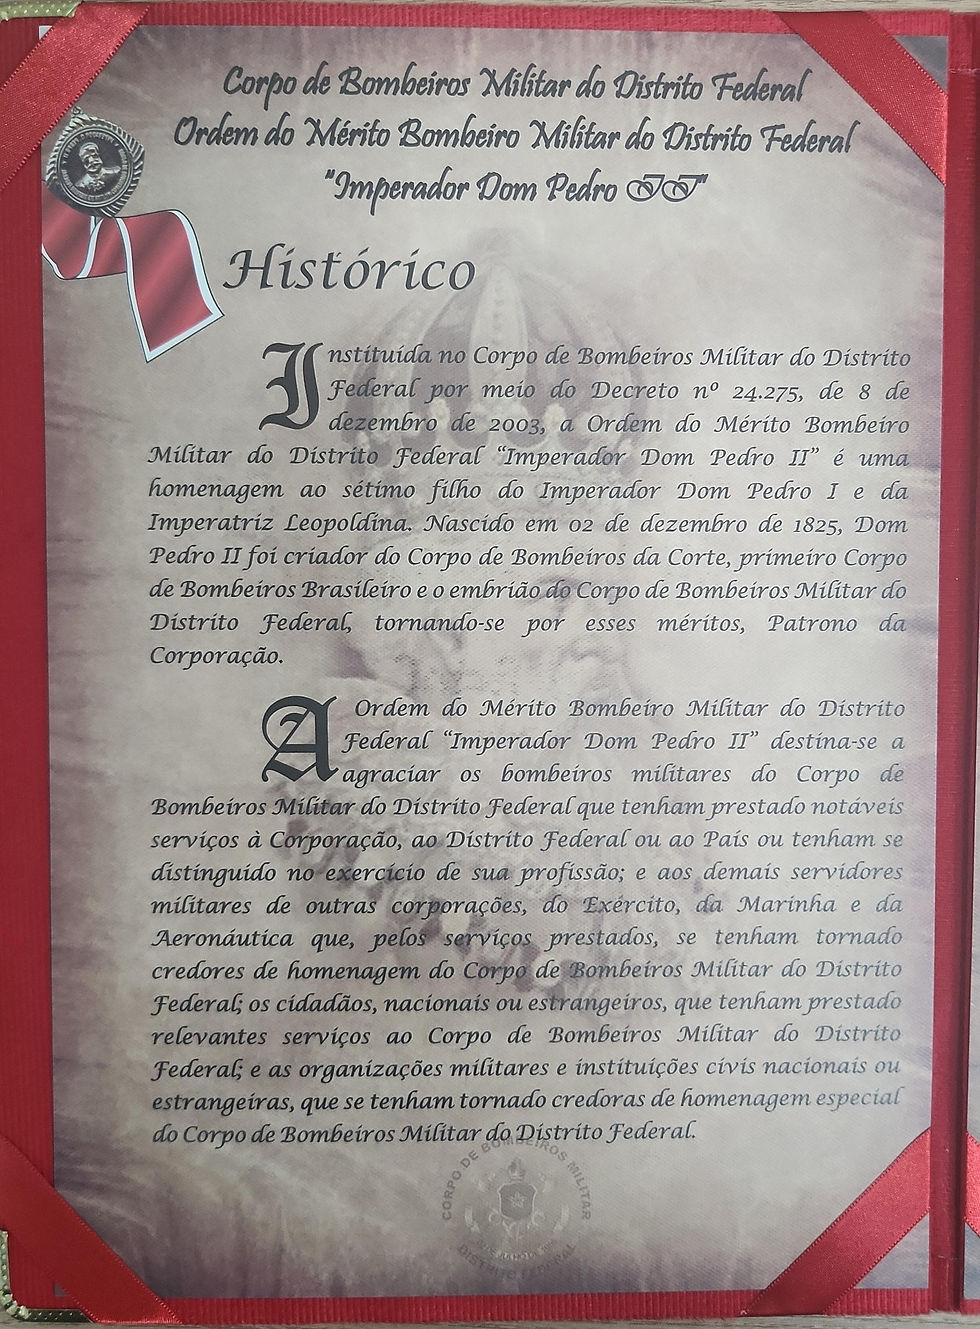 Corpo de Bombeiros Militar do Distrito Federal
Ordem do Mérito Bombeiro Militar do Distrito Federal
"Imperador Dom Pedro II"
Histórico
Instituída no Corpo de Bombeiros Militar do Distrito
Federal por meio do Decreto nº 24.275, de 8 de
dezembro de 2003, a Ordem do Mérito Bombeiro
Militar do Distrito Federal “Imperador Dom Pedro II” é uma
homenagem ao sétimo filho do Imperador Dom Pedro I e da
Imperatriz Leopoldina. Nascido em 02 de dezembro de 1825, Dom
Pedro II foi criador do Corpo de Bombeiros da Corte, primeiro Corpo
de Bombeiros Brasileiro e o embrião do Corpo de Bombeiros Militar do
Distrito Federal, tornando-se por esses méritos, Patrono da
Corporação.
A Ordem do Mérito Bombeiro Militar do Distrito
Federal “Imperador Dom Pedro II” destina-se a
agraciar os bombeiros militares do Corpo de
Bombeiros Militar do Distrito Federal que tenham prestado notáveis
serviços à Corporação, ao Distrito Federal ou ao País ou tenham se
distinguido no exercício de sua profissão; e aos demais servidores
militares de outras corporações, do Exército, da Marinha e da
Aeronáutica que, pelos serviços prestados, se tenham tornado
credores de homenagem do Corpo de Bombeiros Militar do Distrito
Federal; os cidadãos, nacionais ou estrangeiros, que tenham prestado
relevantes serviços ao Corpo de Bombeiros Militar do Distrito
Federal; e as organizações militares e instituições civis nacionais ou
estrangeiras, que se tenham tornado credoras de homenagem especial
do Corpo de Bombeiros Militar do Distrito Federal.
CORPO DE BOMBEIROS MILITAR
DISTRITO FEDERAL